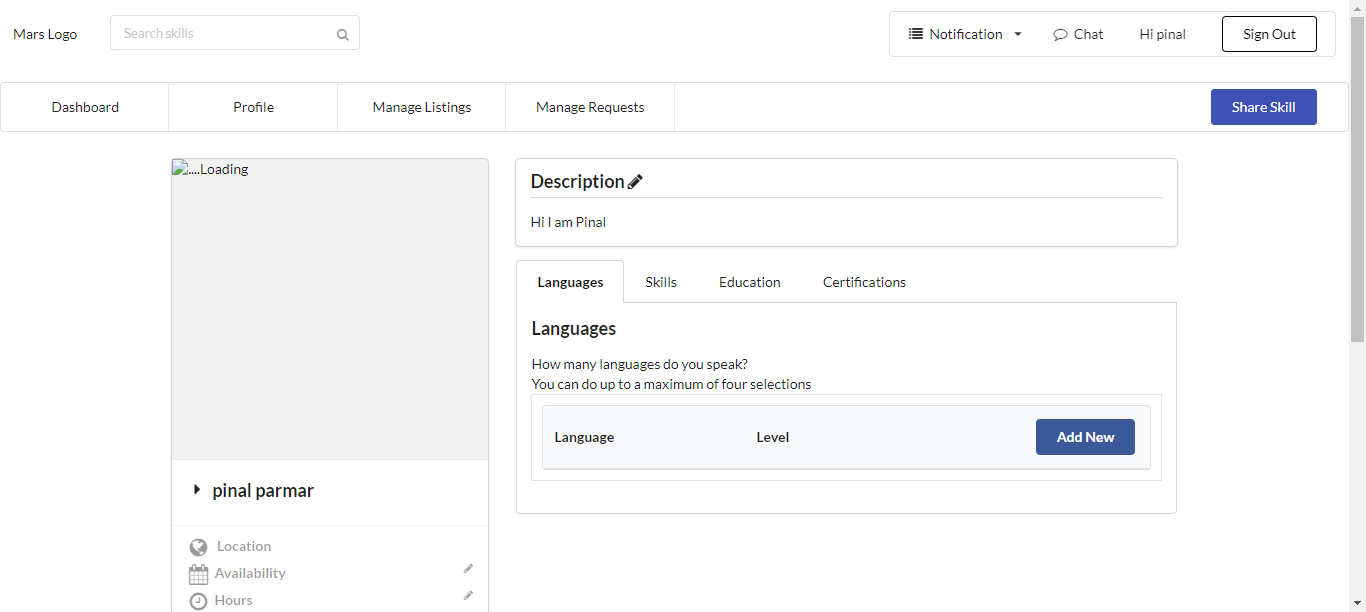 Mars Logo
Search skills
Notification
Chat
Hi pinal
Sign Out
Dashboard
Profile
Manage Listings
Manage Requests
Share Skill
....Loading
pinal parmar
Location
Availability
Hours
Description
Hi I am Pinal
Languages
Skills
Education
Certifications
Languages
How many languages do you speak?
You can do up to a maximum of four selections
Language
Level
Add New